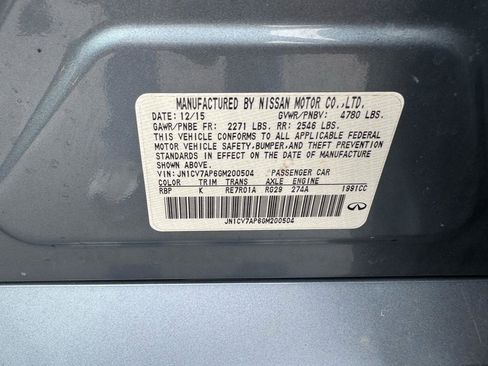 MANUFACTURED BY NISSAN MOTOR CO.,LTD.
DATE: 12/15 GVWR/PNBV: 4780 LBS.
GAWR/PNBE FR: 2271 LBS. RR: 2546 LBS.
THIS VEHICLE CONFORMS TO ALL APPLICABLE FEDERAL
MOTOR VEHICLE SAFETY,BUMPER,AND THEFT PREVENTION
STANDARDS IN EFFECT ON THE DATE OF MANUFACTURE
SHOWN ABOVE.
VIN: JN1CV7AP6GM200504 PASSENGER CAR
COLOR TRIM TRANS AXLE ENGINE
RBP K RE7R01A RG29 274A 1991CC
JN1CV7AP6GM200504